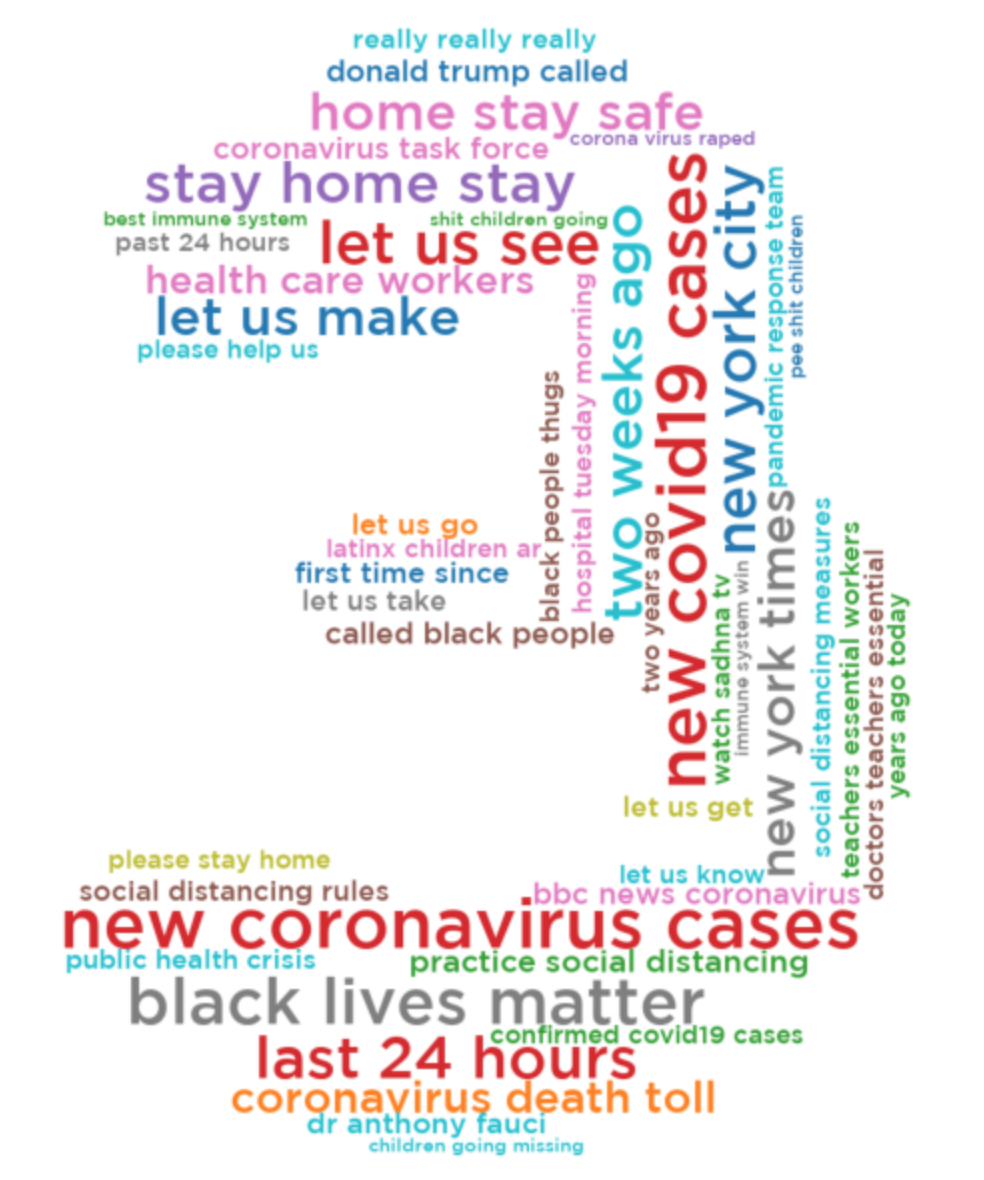 really really really
donald trump called
home stay safe
corona virus raped
coronavirus task force
stay home stay
best immune system
shit children going
past 24 hours
let us see
health care workers
let us make
please help us
black people thugs
hospital tuesday morning
two weeks ago
new covid19 cases
new york city
pandemic response team
pee shit children
let us go
latinx children ar
first time since
let us take
called black people
two years ago
watch sadhna tv
immune system win
new york times
social distancing measures
teachers essential workers
doctors teachers essential
years ago today
let us get
please stay home
let us know
social distancing rules
bbc news coronavirus
new coronavirus cases
public health crisis
practice social distancing
black lives matter
confirmed covid19 cases
last 24 hours
coronavirus death toll
dr anthony fauci
children going missing